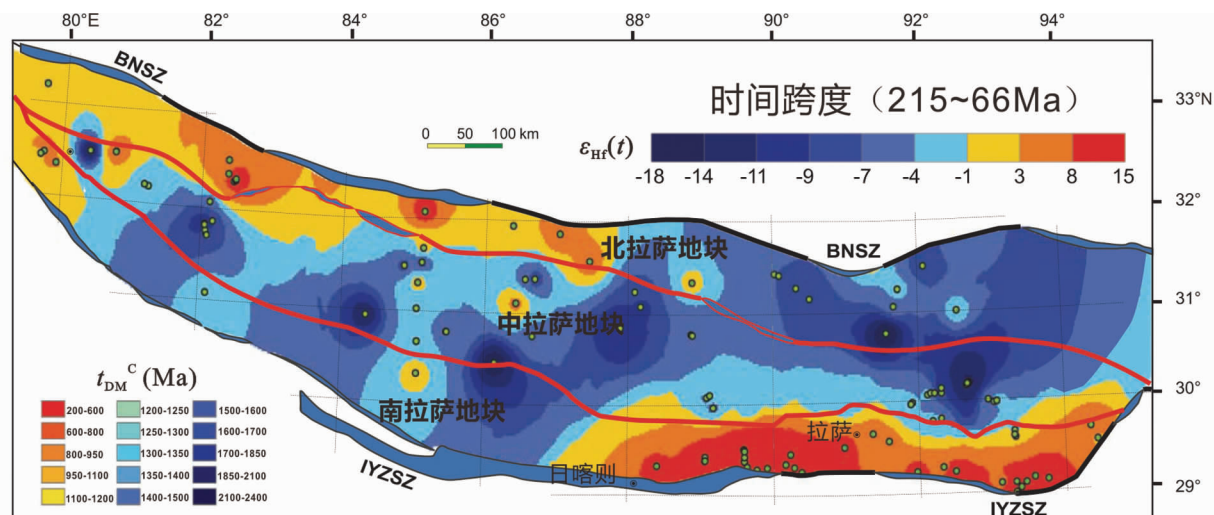 80°E 82 84 86 88 90 92 94
BNSZ
时间跨度（215~66Ma）
33°N
0 50 100 km
εHf(t)
-18 -14 -11 -9 -7 -4 -1 3 8 15
32°
北拉萨地块
BNSZ
31°
中拉萨地块
tDMC (Ma)
30°
200-600 1200-1250 1500-1600
南拉萨地块
600-800 1250-1300 1600-1700
拉萨
800-950 1300-1350 1700-1850
950-1100 1350-1400 1850-2100
IYZSZ
日喀则
29°
1100-1200 1400-1500 2100-2400
IYZSZ